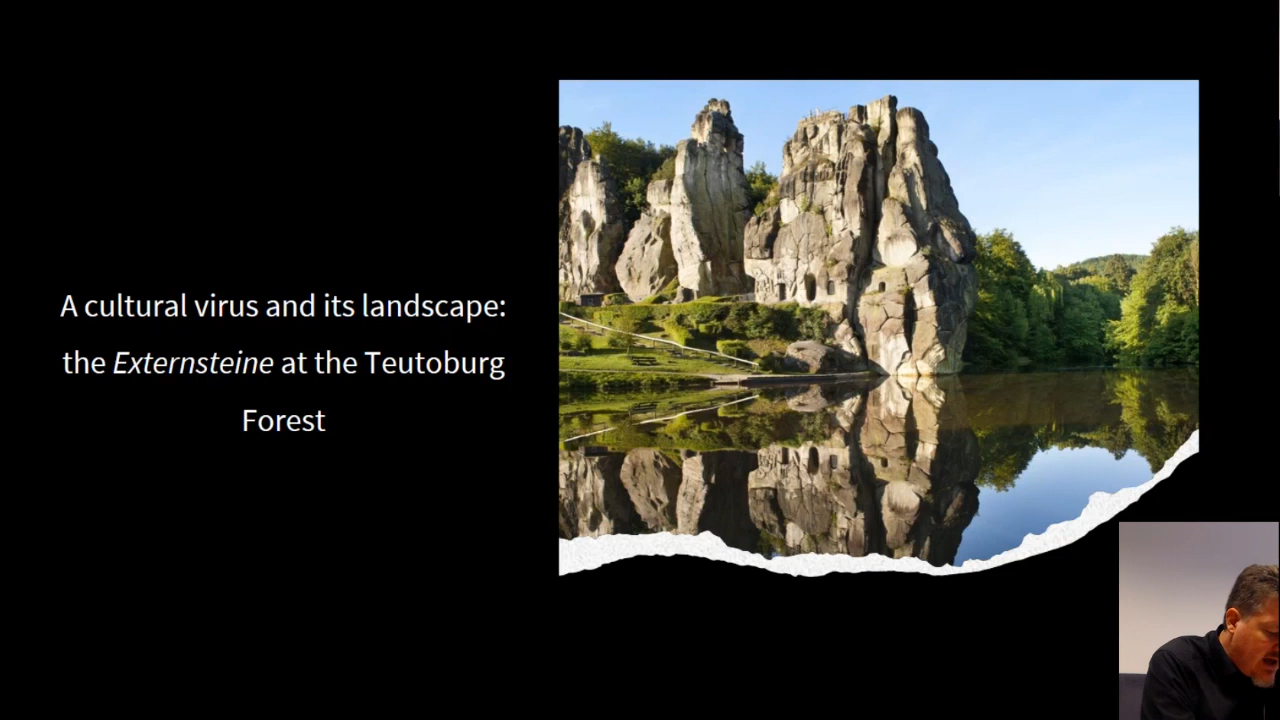 A cultural virus and its landscape:
the Externsteine at the Teutoburg
Forest